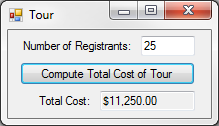 Tour
Number of Registrants: 25
Compute Total Cost of Tour
Total Cost: $11,250.00